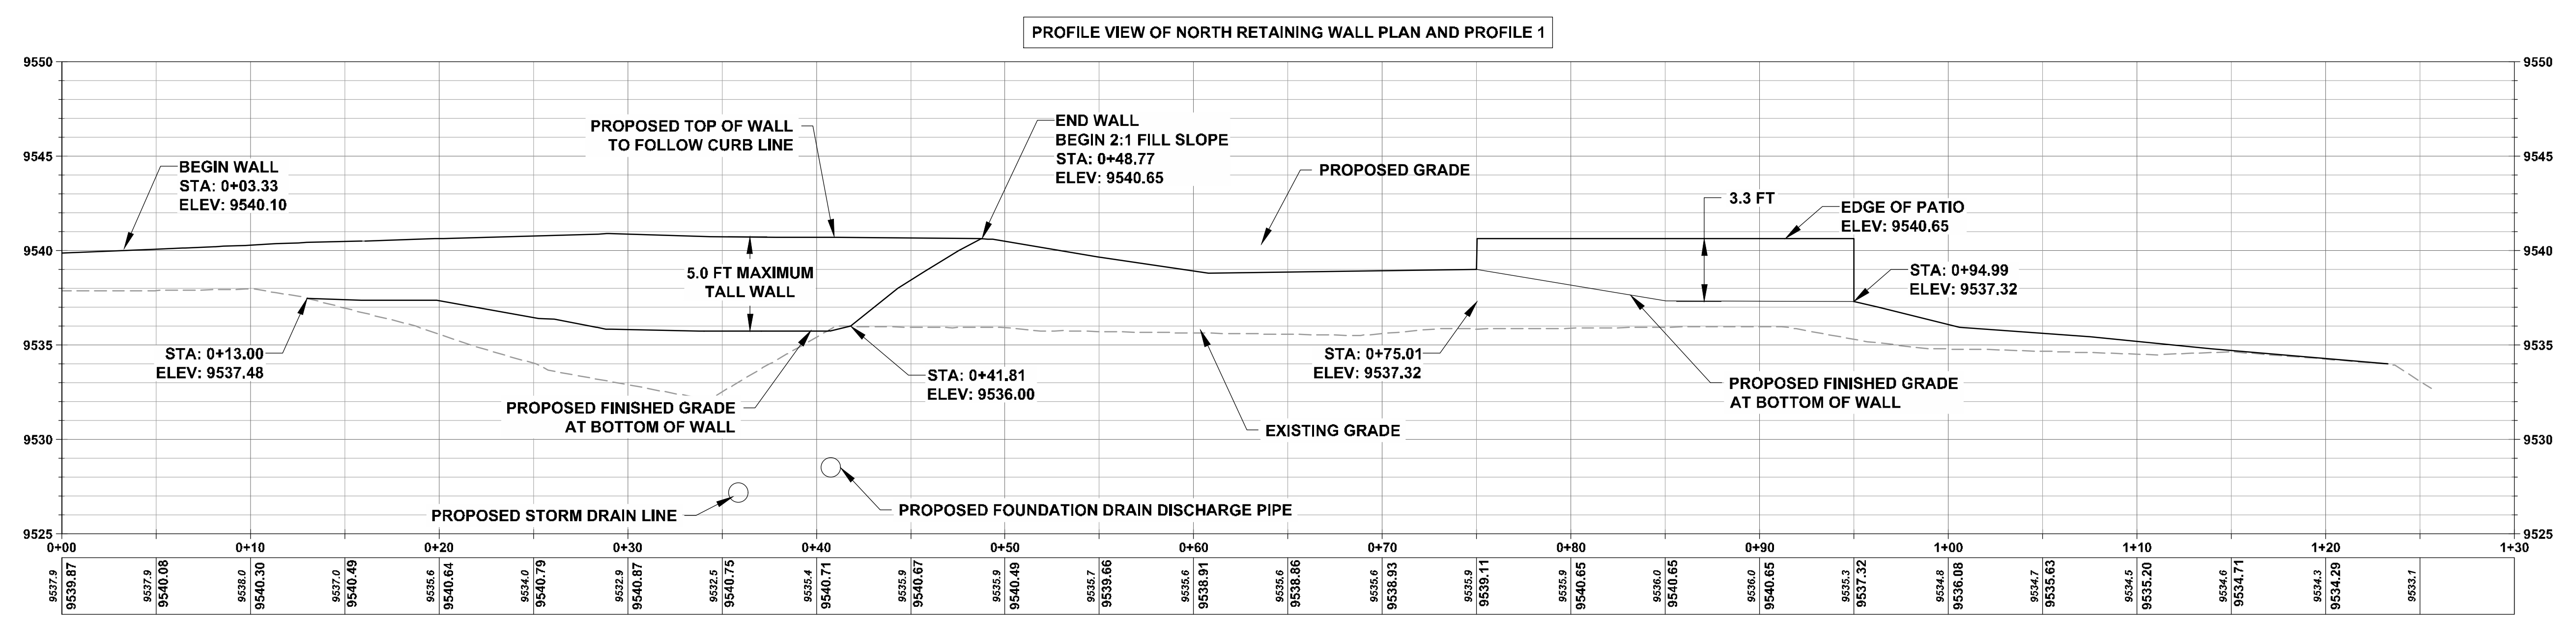 PROFILE VIEW OF NORTH RETAINING WALL PLAN AND PROFILE 1
9550
9550
9545
9545
9540
9540
9535
9535
9530
9530
9525
9525
BEGIN WALL
STA: 0+03.33
ELEV: 9540.10
PROPOSED TOP OF WALL
TO FOLLOW CURB LINE
END WALL
BEGIN 2:1 FILL SLOPE
STA: 0+48.77
ELEV: 9540.65
PROPOSED GRADE
3.3 FT
EDGE OF PATIO
ELEV: 9540.65
5.0 FT MAXIMUM
TALL WALL
STA: 0+94.99
ELEV: 9537.32
STA: 0+13.00
ELEV: 9537.48
STA: 0+41.81
ELEV: 9536.00
STA: 0+75.01
ELEV: 9537.32
PROPOSED FINISHED GRADE
AT BOTTOM OF WALL
PROPOSED FINISHED GRADE
AT BOTTOM OF WALL
EXISTING GRADE
PROPOSED STORM DRAIN LINE
PROPOSED FOUNDATION DRAIN DISCHARGE PIPE
0+00 0+10 0+20 0+30 0+40 0+50 0+60 0+70 0+80 0+90 1+00 1+10 1+20 1+30
9537.9
9539.87
9537.9
9540.08
9538.0
9540.30
9537.0
9540.49
9535.6
9540.64
9534.0
9540.79
9532.9
9540.87
9532.5
9540.75
9535.4
9540.71
9535.9
9540.67
9535.9
9540.49
9535.7
9539.66
9535.6
9538.91
9535.6
9538.86
9535.6
9538.93
9535.9
9539.11
9535.9
9540.65
9536.0
9540.65
9536.0
9540.65
9535.3
9537.32
9534.8
9536.08
9534.7
9535.63
9534.5
9535.20
9534.6
9534.71
9534.3
9534.29
9533.1